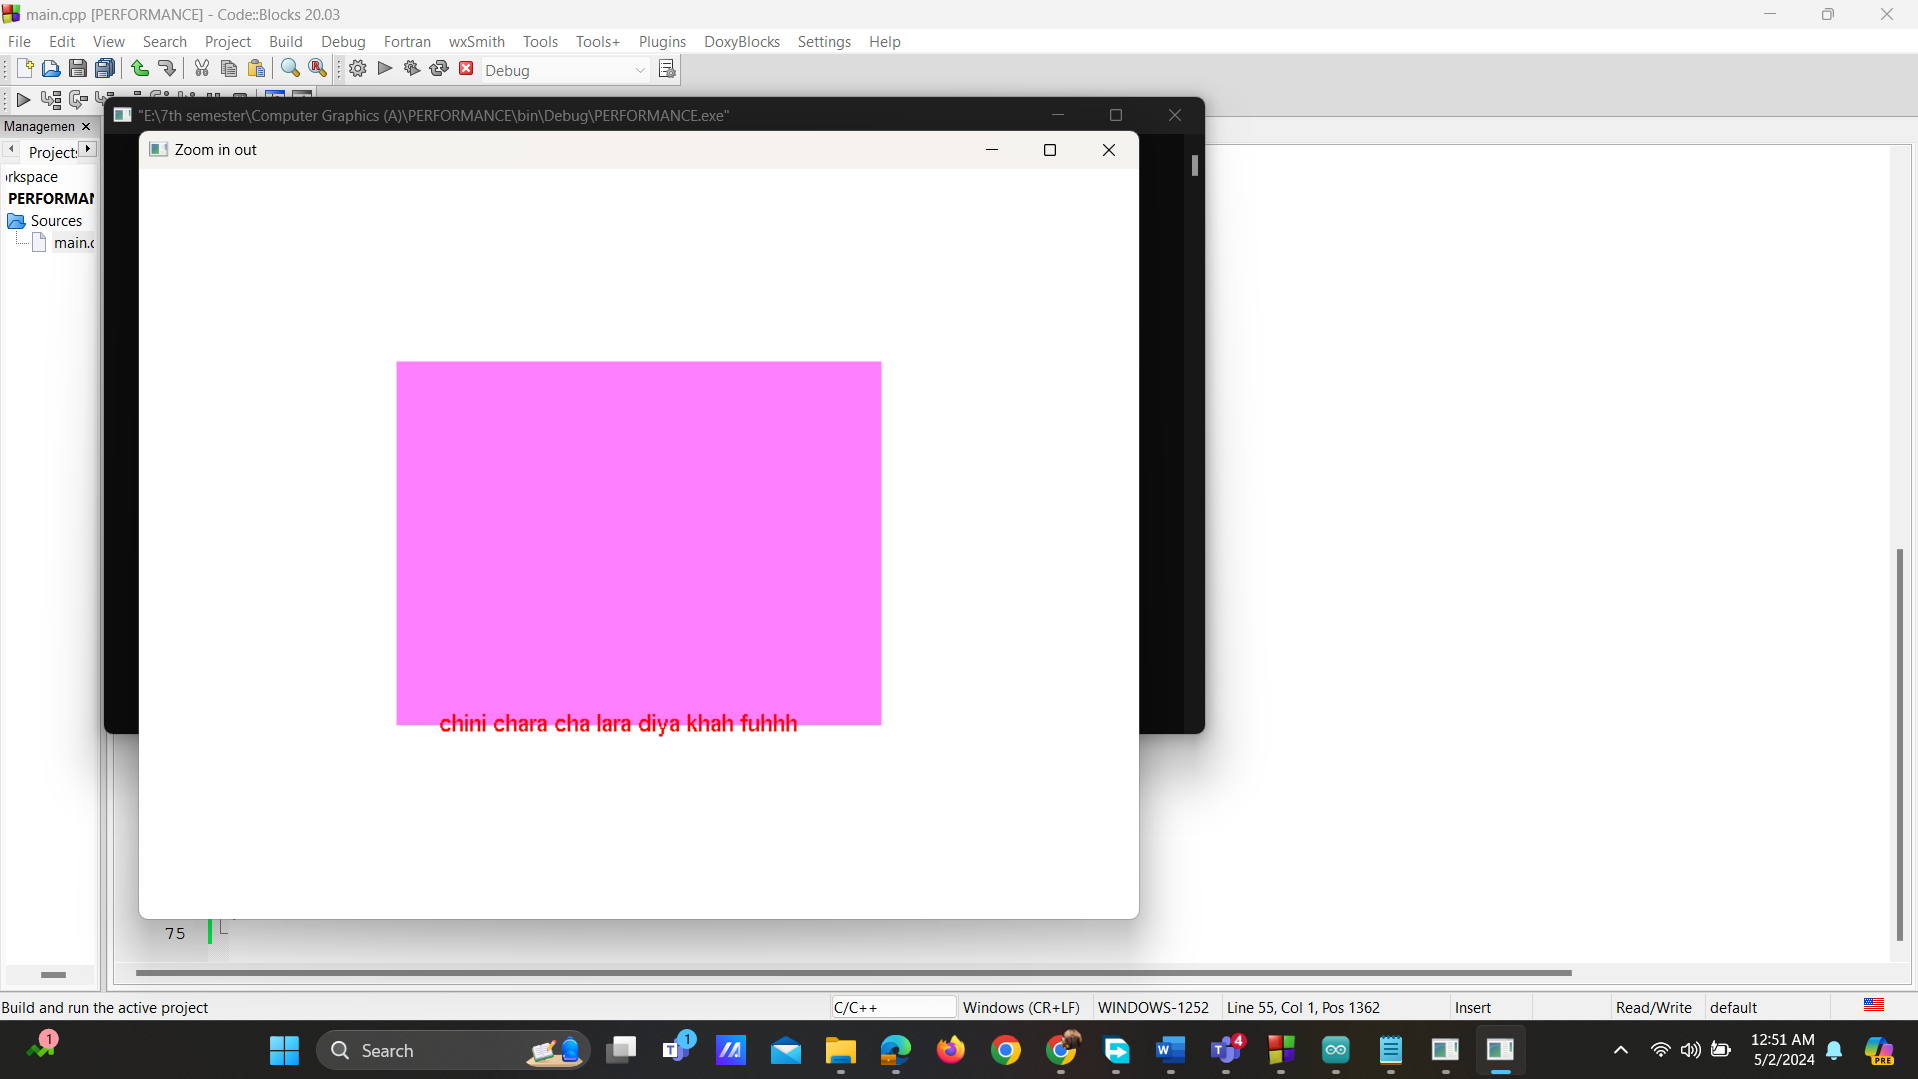 main.cpp [PERFORMANCE] - Code::Blocks 20.03
File Edit View Search Project Build Debug Fortran wxSmith Tools Tools+ Plugins DoxyBlocks Settings Help
Debug
"E:\7th semester\Computer Graphics (A)\PERFORMANCE\bin\Debug\PERFORMANCE.exe"
Managemen
Zoom in out
Projects
orkspace
PERFORMAN
Sources
main.c
chini chara cha lara diya khah fuhhh
75
Build and run the active project C/C++ Windows (CR+LF) WINDOWS-1252 Line 55, Col 1, Pos 1362 Insert Read/Write default
1 Search 1 4 12:51 AM
5/2/2024
PRE